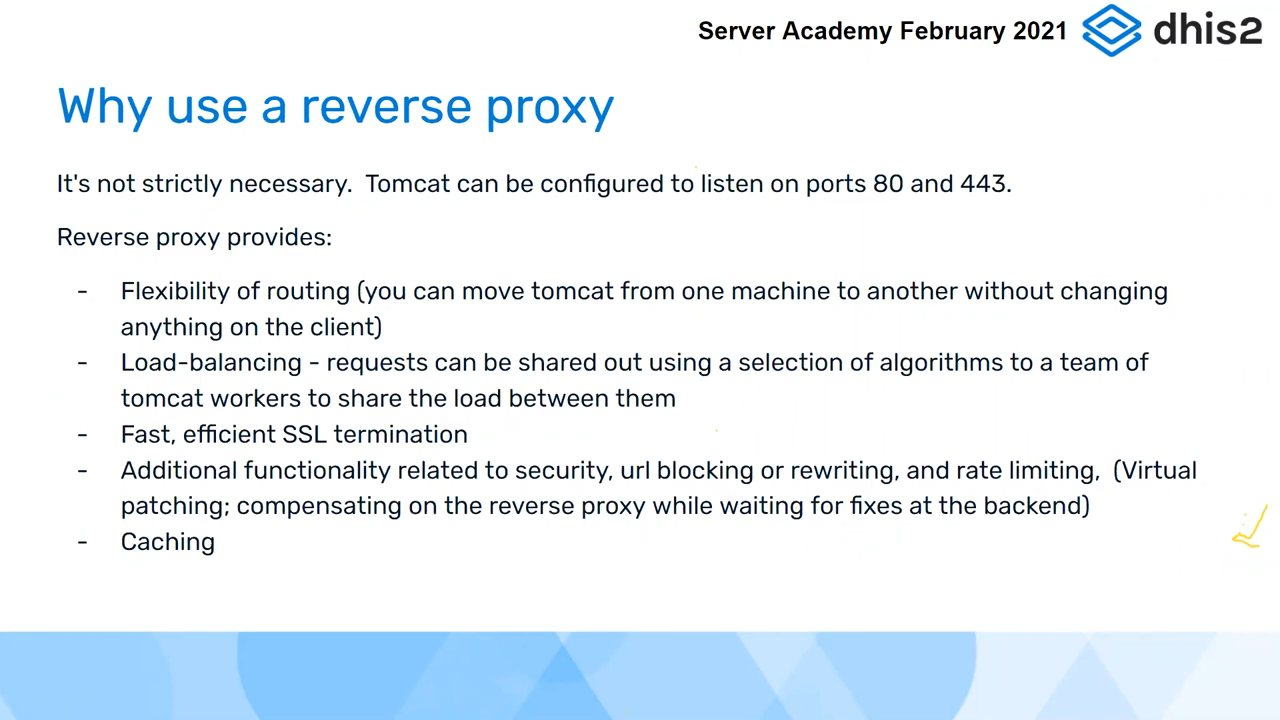 Server Academy February 2021 dhis2
Why use a reverse proxy
It's not strictly necessary. Tomcat can be configured to listen on ports 80 and 443.
Reverse proxy provides:
- Flexibility of routing (you can move tomcat from one machine to another without changing
anything on the client)
- Load-balancing - requests can be shared out using a selection of algorithms to a team of
tomcat workers to share the load between them
- Fast, efficient SSL termination
- Additional functionality related to security, url blocking or rewriting, and rate limiting, (Virtual
patching; compensating on the reverse proxy while waiting for fixes at the backend)
- Caching